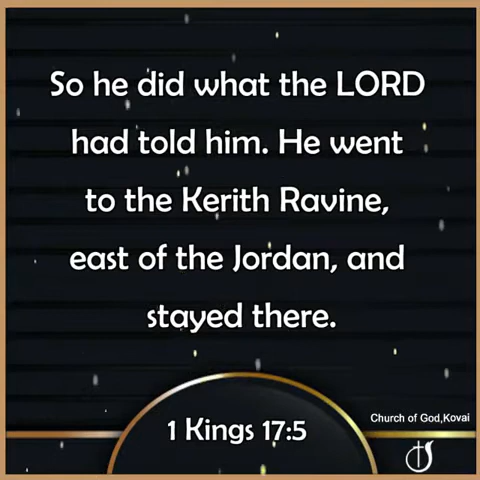 So he did what the LORD
had told him. He went
to the Kerith Ravine,
east of the Jordan, and
stayed there.
1 Kings 17:5
Church of God,Kovai